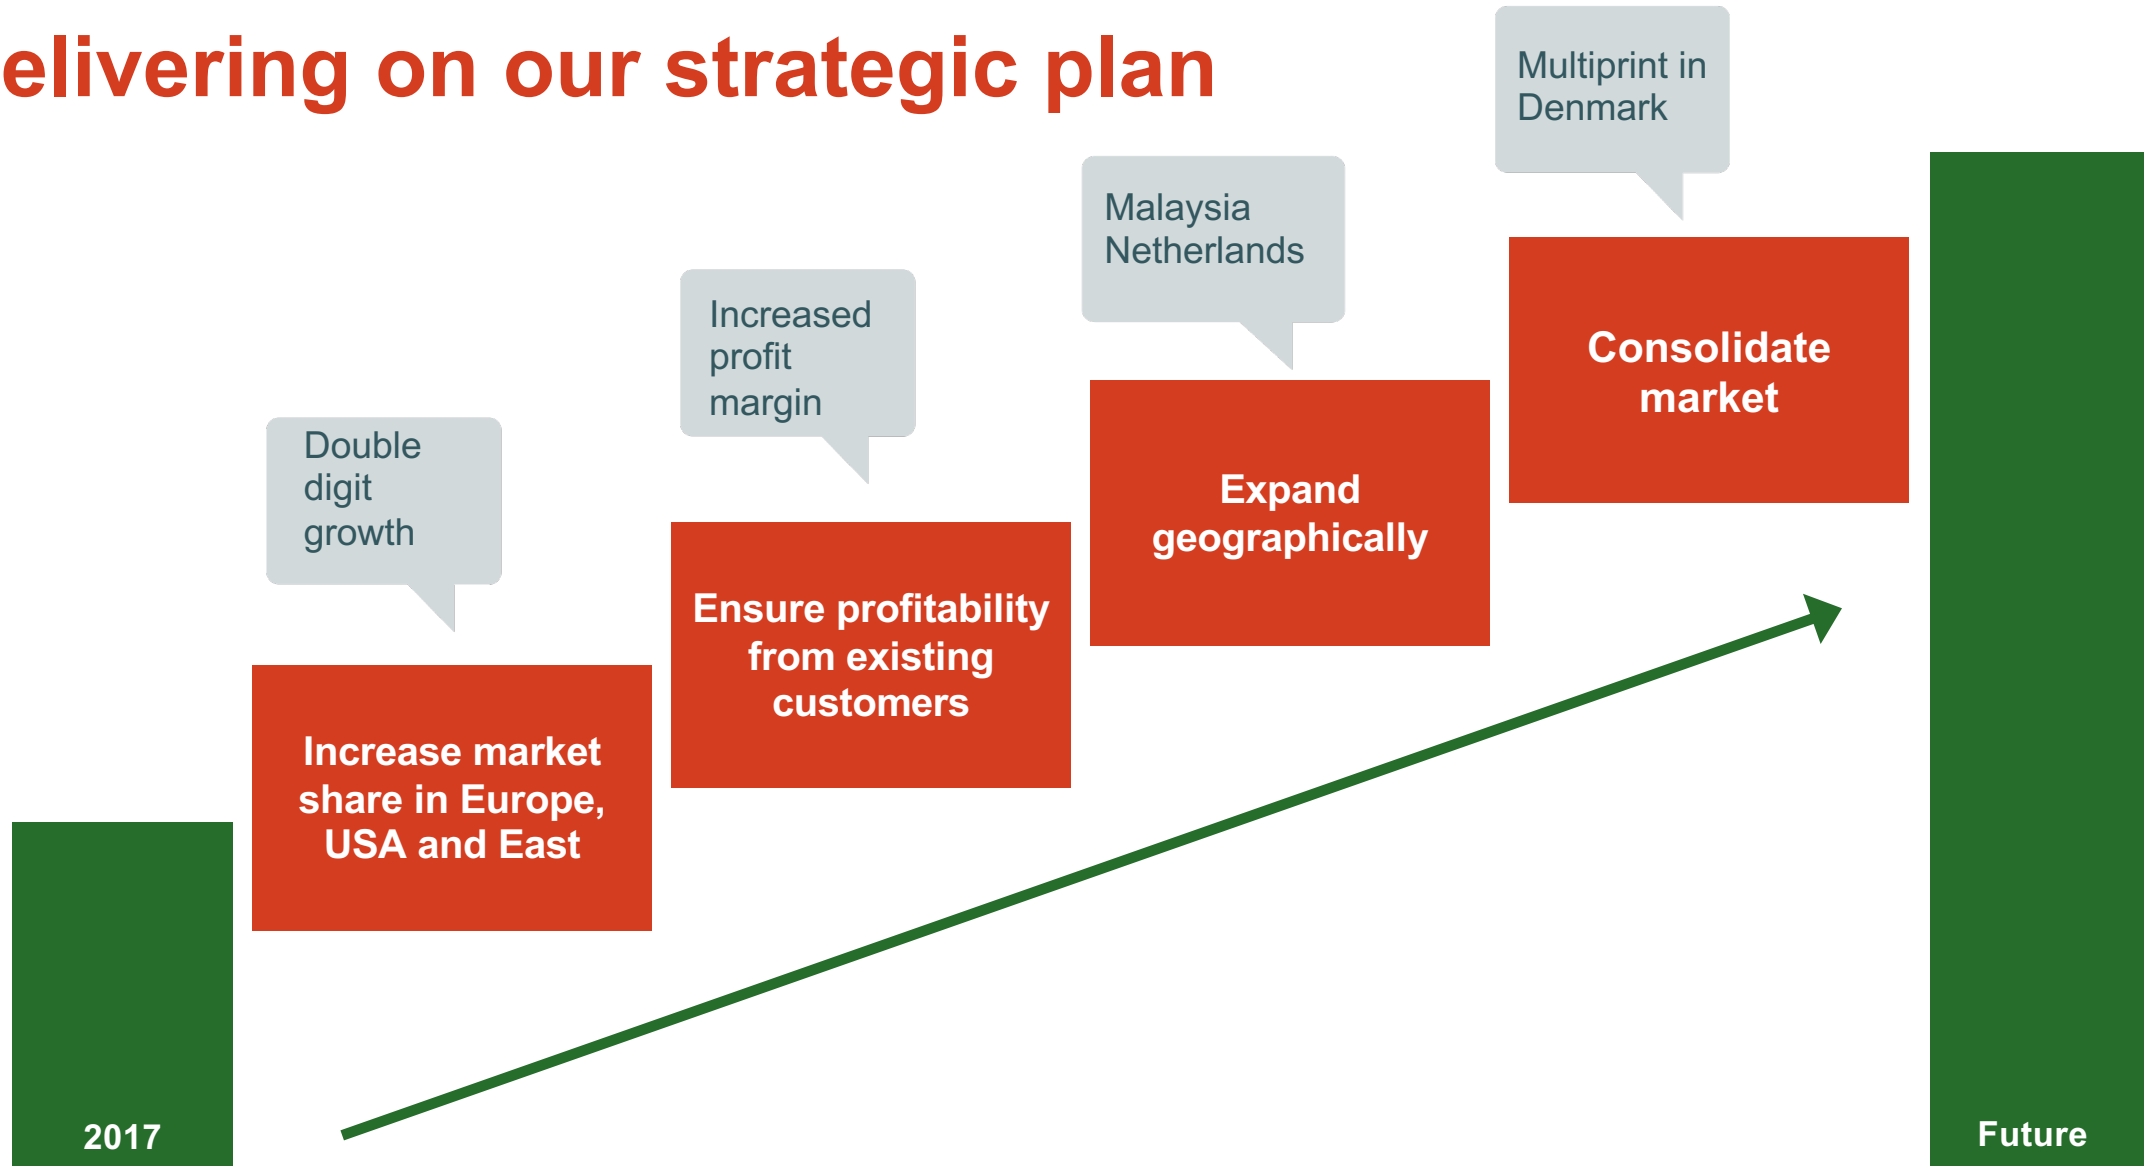 elivering on our strategic plan
Multiprint in
Denmark
Malaysia
Netherlands
Increased
profit
margin
Double
digit
growth
Consolidate
market
Expand
geographically
Ensure profitability
from existing
customers
Increase market
share in Europe,
USA and East
2017
Future